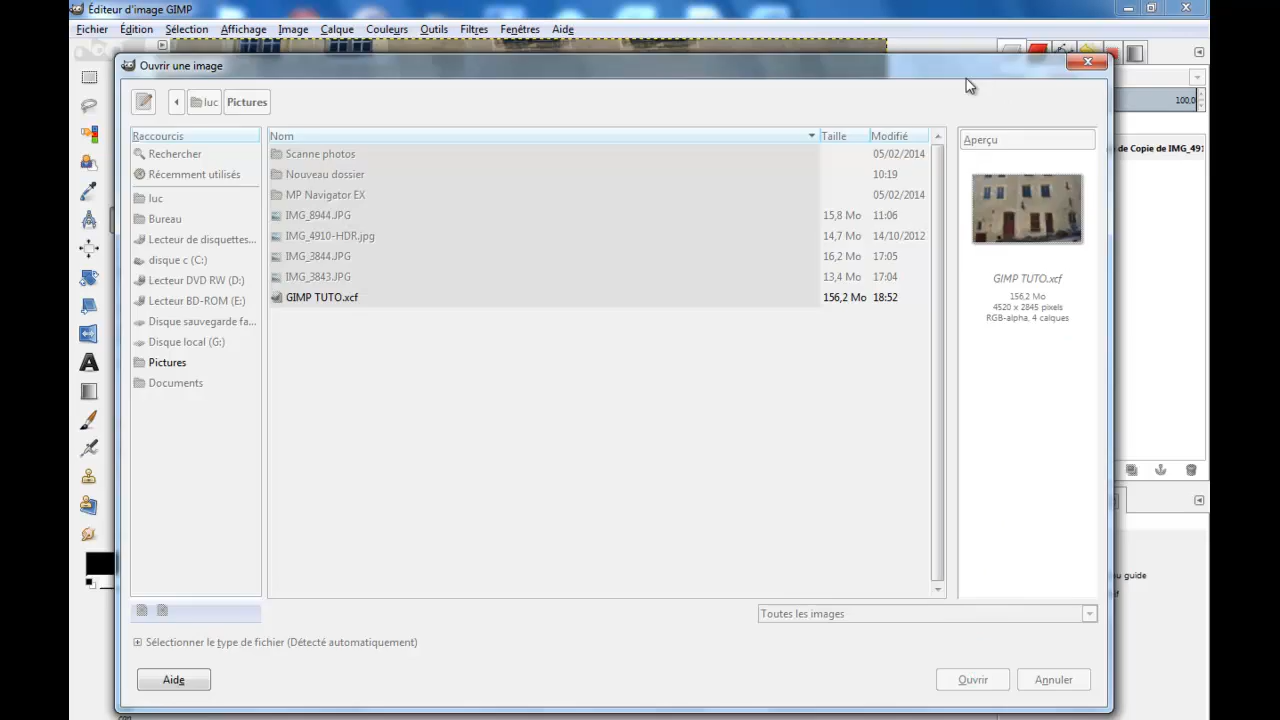 Éditeur d'image GIMP
Fichier Édition Sélection Affichage Image Calque Couleurs Outils Filtres Fenêtres Aide
Ouvrir une image
luc Pictures
100,0
Raccourcis
Rechercher
Récemment utilisés
luc
Bureau
Lecteur de disquettes...
disque c (C:)
Lecteur DVD RW (D:)
Lecteur BD-ROM (E:)
Disque sauvegarde fa...
Disque local (G:)
Pictures
Documents
Nom Taille Modifié
Scanne photos 05/02/2014
Nouveau dossier 10:19
MP Navigator EX 05/02/2014
IMG_8944.JPG 15,8 Mo 11:06
IMG_4910-HDR.jpg 14,7 Mo 14/10/2012
IMG_3844.JPG 16,2 Mo 17:05
IMG_3843.JPG 13,4 Mo 17:04
GIMP TUTO.xcf 156,2 Mo 18:52
Aperçu
GIMP TUTO.xcf
156,2 Mo
4520 x 2845 pixels
RGB-alpha, 4 calques
de Copie de IMG_491
u guide
Toutes les images
Sélectionner le type de fichier (Détecté automatiquement)
Aide Ouvrir Annuler